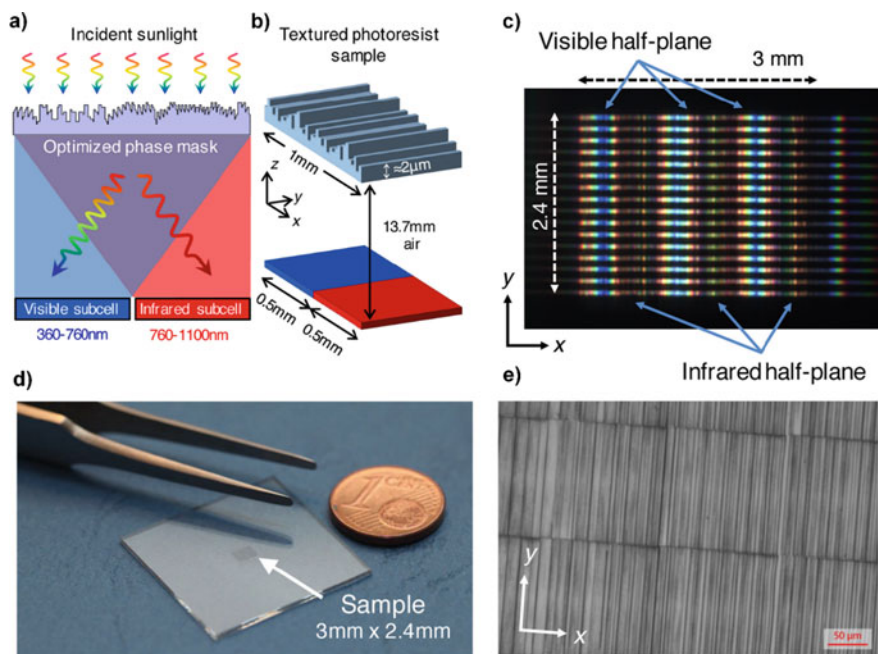 a)
Incident sunlight
Optimized phase mask
Visible subcell
Infrared subcell
360-760nm
760-1100nm
b)
Textured photoresist
sample
1mm
≈2μm
z
y
x
13.7mm
air
0.5mm
0.5mm
c)
Visible half-plane
3 mm
2.4 mm
y
x
Infrared half-plane
d)
1
CENT
Sample
3mm x 2.4mm
e)
y
x
50 μm